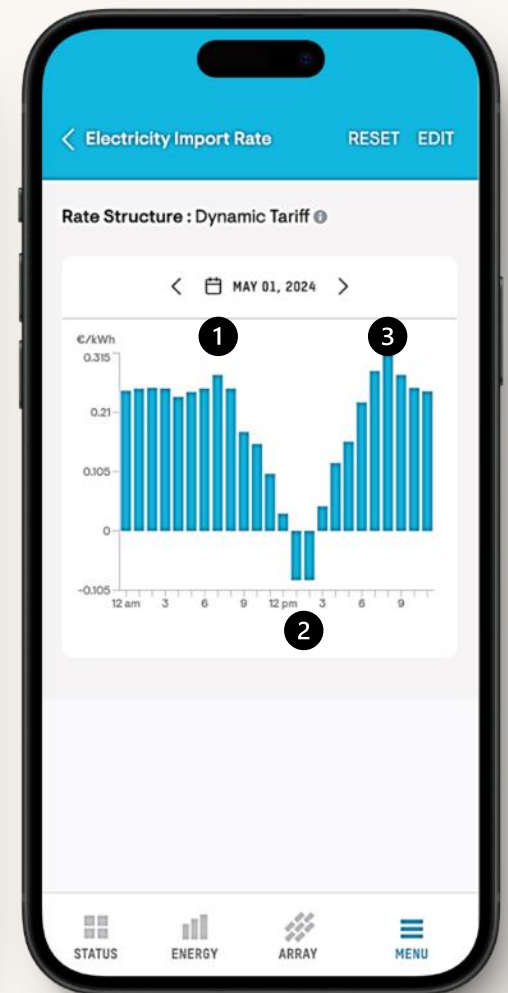 Electricity Import Rate RESET EDIT
Rate Structure : Dynamic Tariff
MAY 01, 2024
1 3
€/kWh
0.315
0.21
0.105
0
-0.105
12 am 3 6 9 12 pm 3 6 9
2
STATUS ENERGY ARRAY MENU